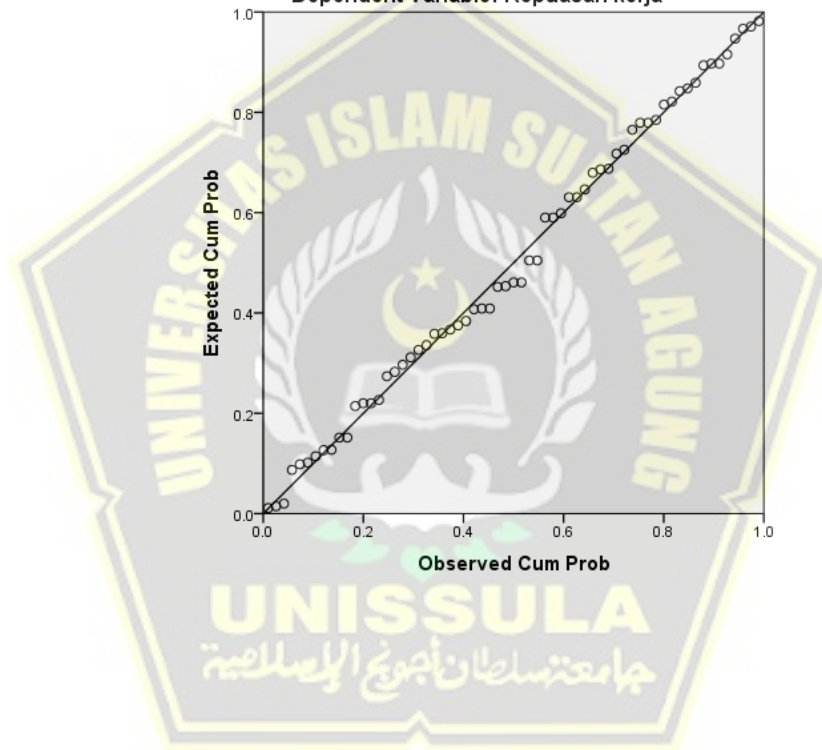 Dependent Variable: Kepuasan kerja
1.0
0.8
0.6
0.4
0.2
0.0
Expected Cum Prob
0.0 0.2 0.4 0.6 0.8 1.0
Observed Cum Prob
UNIVERSITAS ISLAM SULTAN AGUNG
UNISSULA
جامعة سلطان أجونج الإسلامية